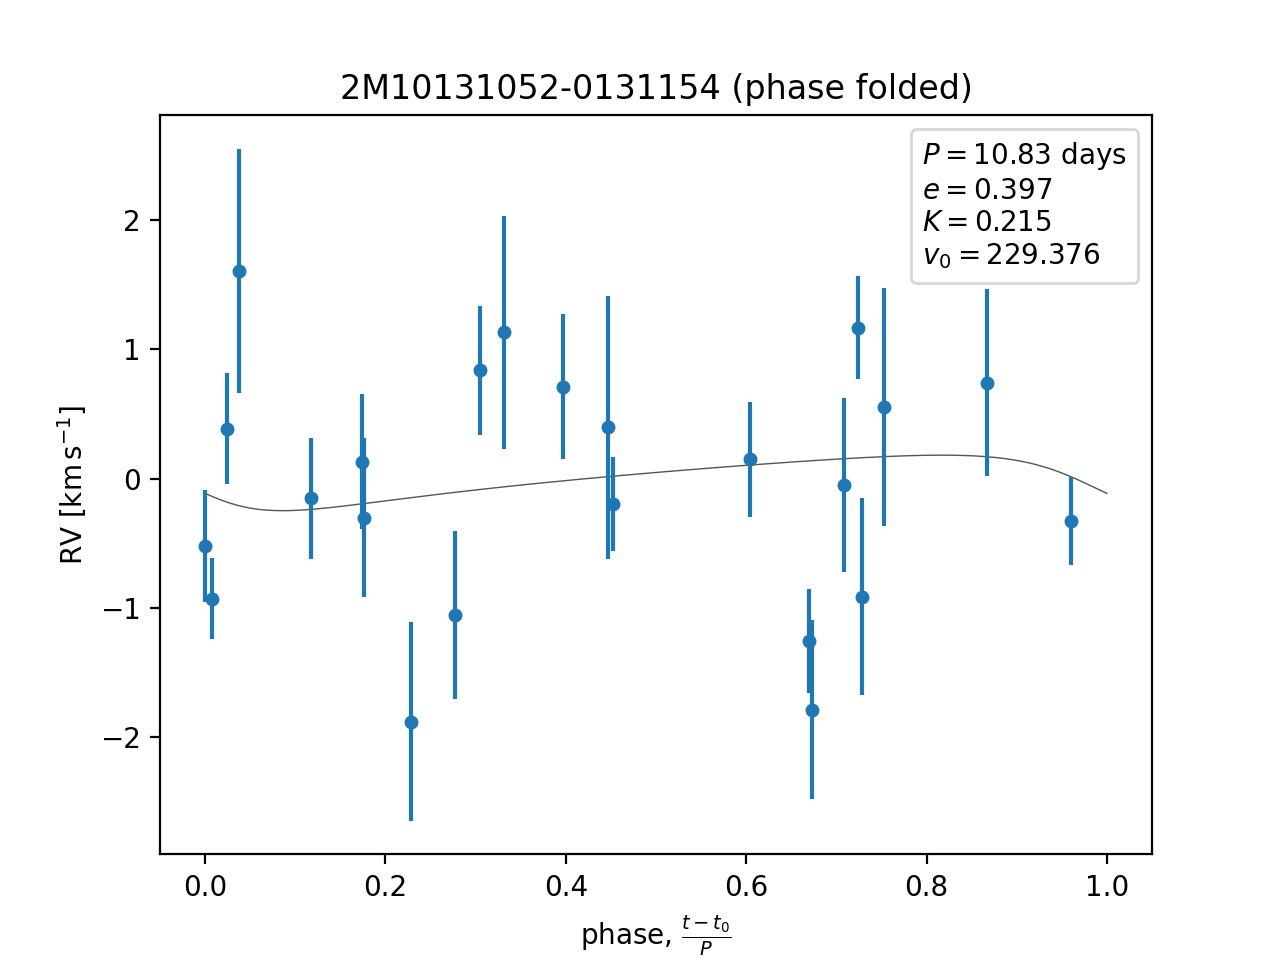 2M10131052-0131154 (phase folded)
P = 10.83 days
e = 0.397
K = 0.215
v₀ = 229.376
RV [km s⁻¹]
2
1
0
−1
−2
0.0 0.2 0.4 0.6 0.8 1.0
phase, (t − t₀)/P